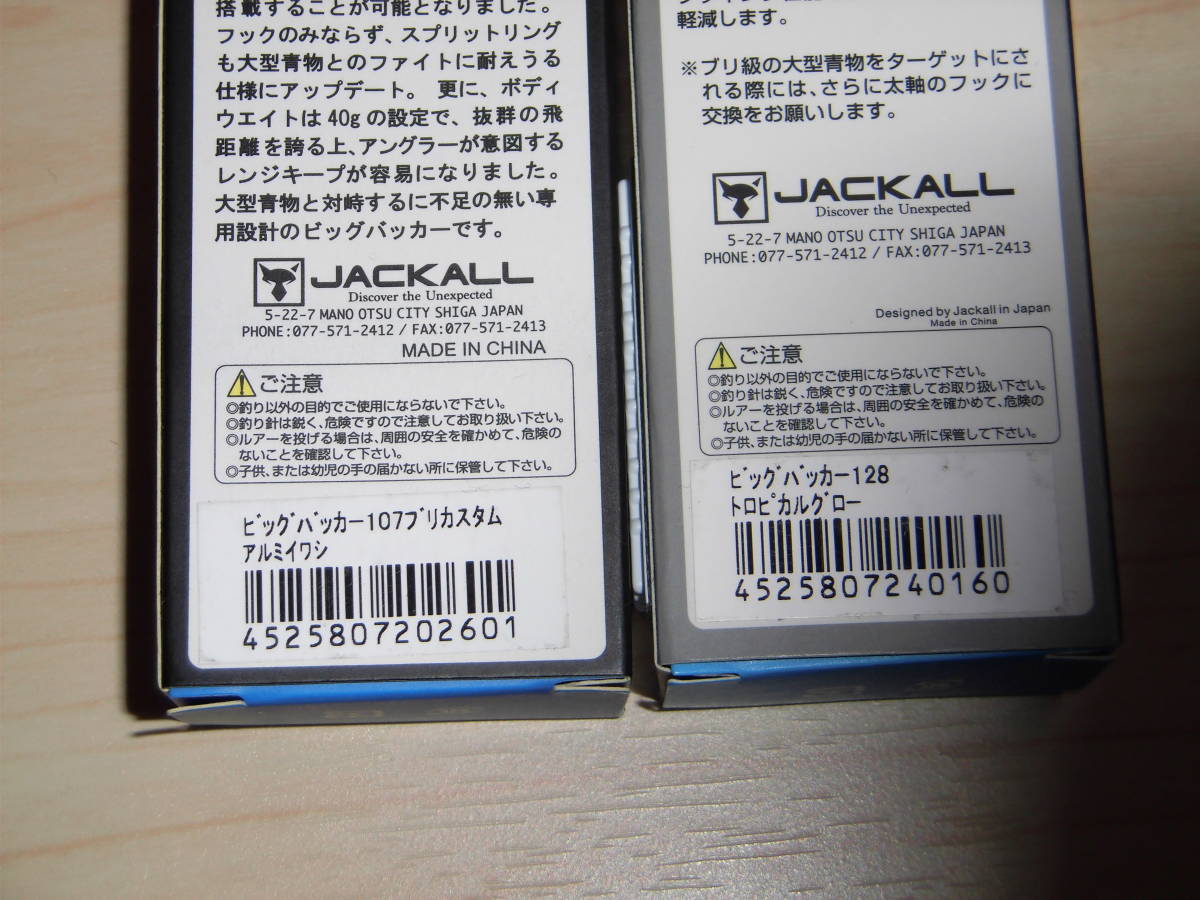 搭載することが可能となりました。
フックのみならず、スプリットリング
も大型青物とのファイトに耐えうる
仕様にアップデート。 更に、ボディ
ウエイトは40gの設定で、抜群の飛
距離を誇る上、アングラーが意図する
レンジキープが容易になりました。
大型青物と対峙するに不足の無い専
用設計のビッグバッカーです。
JACKALL
Discover the Unexpected
5-22-7 MANO OTSU CITY SHIGA JAPAN
PHONE:077-571-2412 / FAX:077-571-2413
MADE IN CHINA
ご注意
◎釣り以外の目的でご使用にならないで下さい。
◎釣り針は鋭く、危険ですので注意してお取り扱い下さい。
◎ルアーを投げる場合は、周囲の安全を確かめて、危険の
ないことを確認して下さい。
◎子供、または幼児の手の届かない所に保管して下さい。
ビッグバッカー107ブリカスタム
アルミイワシ
4525807202601
軽減します。
※ブリ級の大型青物をターゲットにさ
れる際には、さらに太軸のフックに
交換をお願いします。
JACKALL
Discover the Unexpected
5-22-7 MANO OTSU CITY SHIGA JAPAN
PHONE:077-571-2412 / FAX:077-571-2413
Designed by Jackall in Japan
Made in China
ご注意
◎釣り以外の目的でご使用にならないで下さい。
◎釣り針は鋭く、危険ですので注意してお取り扱い下さい。
◎ルアーを投げる場合は、周囲の安全を確かめて、危険の
ないことを確認して下さい。
◎子供、または幼児の手の届かない所に保管して下さい。
ビッグバッカー128
トロピカルグロー
4525807240160